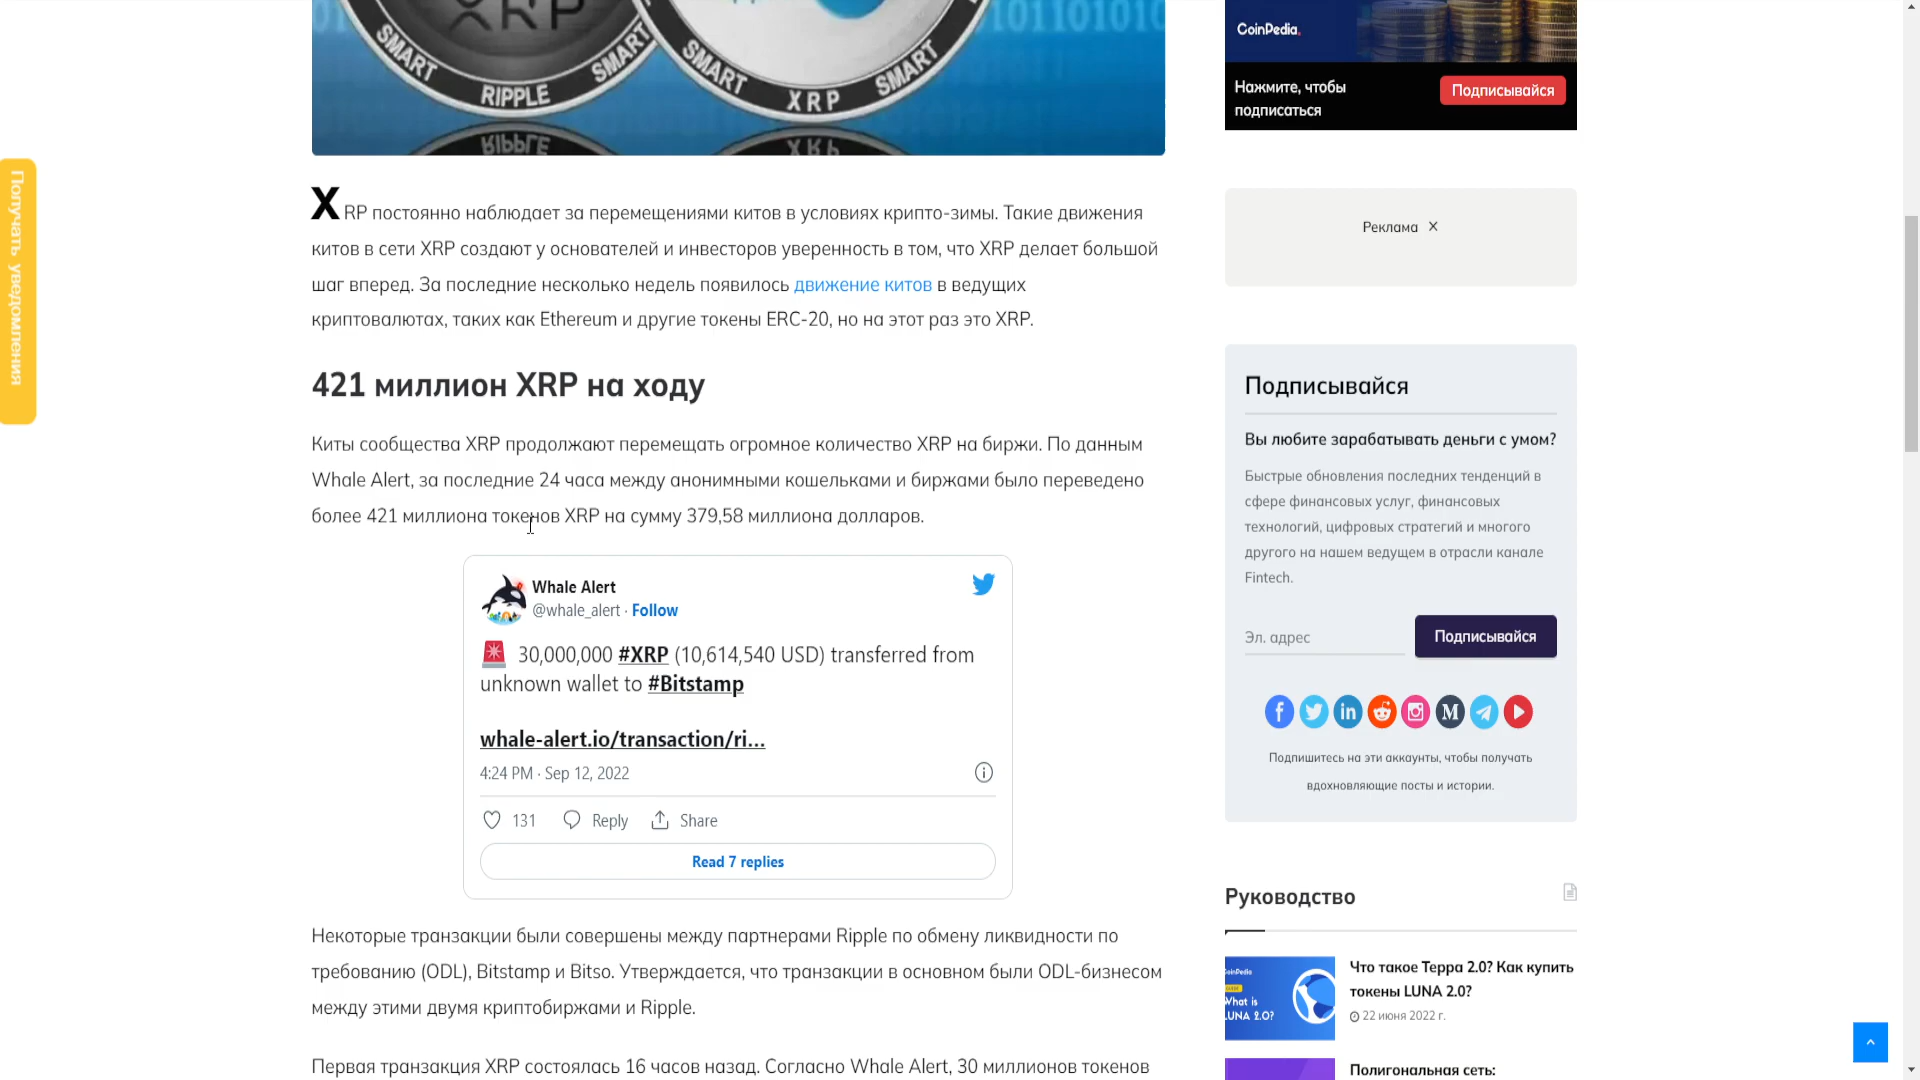 XRP
SMART
SMART
RIPPLE
SMART
SMART
XRP
1011010100
RIPPLE
XRP
CoinPedia.
Нажмите, чтобы
подписаться
Подписывайся
Получать уведомления
XRP постоянно наблюдает за перемещениями китов в условиях крипто-зимы. Такие движения
китов в сети XRP создают у основателей и инвесторов уверенность в том, что XRP делает большой
шаг вперед. За последние несколько недель появилось движение китов в ведущих
криптовалютах, таких как Ethereum и другие токены ERC-20, но на этот раз это XRP.
421 миллион XRP на ходу
Киты сообщества XRP продолжают перемещать огромное количество XRP на биржи. По данным
Whale Alert, за последние 24 часа между анонимными кошельками и биржами было переведено
более 421 миллиона токенов XRP на сумму 379,58 миллиона долларов.
Whale Alert
@whale_alert · Follow
30,000,000 #XRP (10,614,540 USD) transferred from
unknown wallet to #Bitstamp
whale-alert.io/transaction/ri...
4:24 PM · Sep 12, 2022
131 Reply Share
Read 7 replies
Некоторые транзакции были совершены между партнерами Ripple по обмену ликвидности по
требованию (ODL), Bitstamp и Bitso. Утверждается, что транзакции в основном были ODL-бизнесом
между этими двумя криптобиржами и Ripple.
Первая транзакция XRP состоялась 16 часов назад. Согласно Whale Alert, 30 миллионов токенов
Реклама X
Подписывайся
Вы любите зарабатывать деньги с умом?
Быстрые обновления последних тенденций в
сфере финансовых услуг, финансовых
технологий, цифровых стратегий и многого
другого на нашем ведущем в отрасли канале
Fintech.
Эл. адрес
Подписывайся
Подпишитесь на эти аккаунты, чтобы получать
вдохновляющие посты и истории.
Руководство
What is
LUNA 2.0?
Что такое Терра 2.0? Как купить
токены LUNA 2.0?
22 июня 2022 г.
Полигональная сеть: